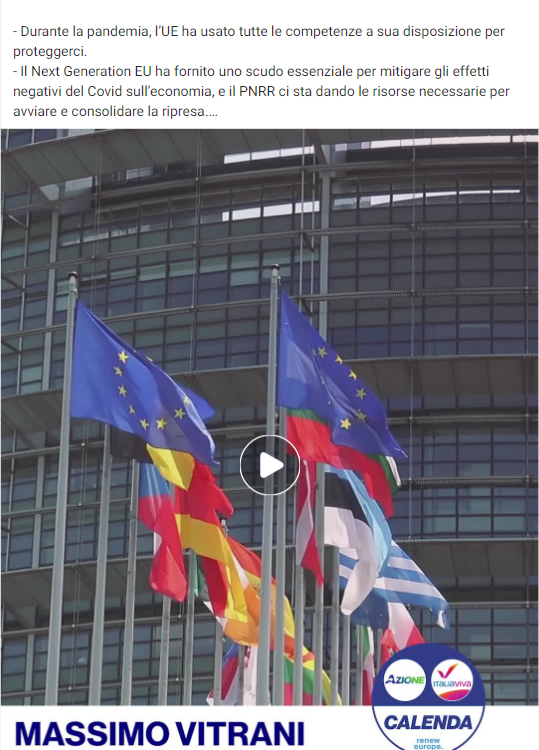 - Durante la pandemia, l'UE ha usato tutte le competenze a sua disposizione per
proteggerci.
- Il Next Generation EU ha fornito uno scudo essenziale per mitigare gli effetti
negativi del Covid sull'economia, e il PNRR ci sta dando le risorse necessarie per
avviare e consolidare la ripresa....
AZIONE
ITALIAVIVA
CALENDA
MASSIMO VITRANI
renew
europe.